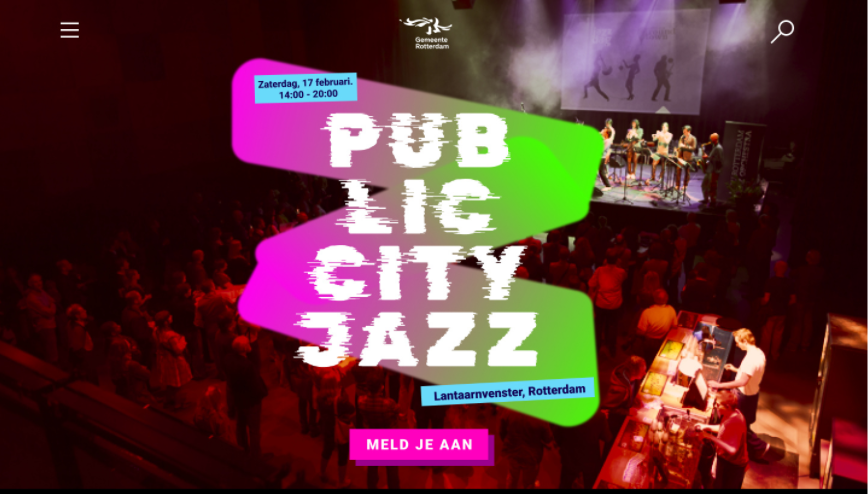 Gemeente
Rotterdam
Zaterdag, 17 februari.
14:00 - 20:00
PUB
LIC
CITY
JAZZ
Lantaarnvenster, Rotterdam
MELD JE AAN